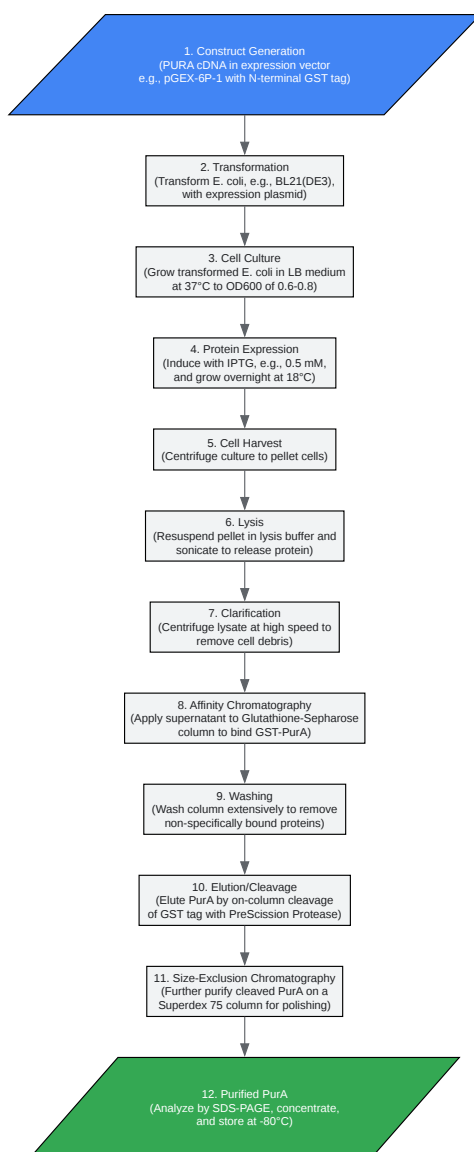 1. Construct Generation
(PURA cDNA in expression vector
e.g., pGEX-6P-1 with N-terminal GST tag)
2. Transformation
(Transform E. coli, e.g., BL21(DE3),
with expression plasmid)
3. Cell Culture
(Grow transformed E. coli in LB medium
at 37°C to OD600 of 0.6-0.8)
4. Protein Expression
(Induce with IPTG, e.g., 0.5 mM,
and grow overnight at 18°C)
5. Cell Harvest
(Centrifuge culture to pellet cells)
6. Lysis
(Resuspend pellet in lysis buffer and
sonicate to release protein)
7. Clarification
(Centrifuge lysate at high speed to
remove cell debris)
8. Affinity Chromatography
(Apply supernatant to Glutathione-Sepharose
column to bind GST-PurA)
9. Washing
(Wash column extensively to remove
non-specifically bound proteins)
10. Elution/Cleavage
(Elute PurA by on-column cleavage
of GST tag with PreScission Protease)
11. Size-Exclusion Chromatography
(Further purify cleaved PurA on a
Superdex 75 column for polishing)
12. Purified PurA
(Analyze by SDS-PAGE, concentrate,
and store at -80°C)